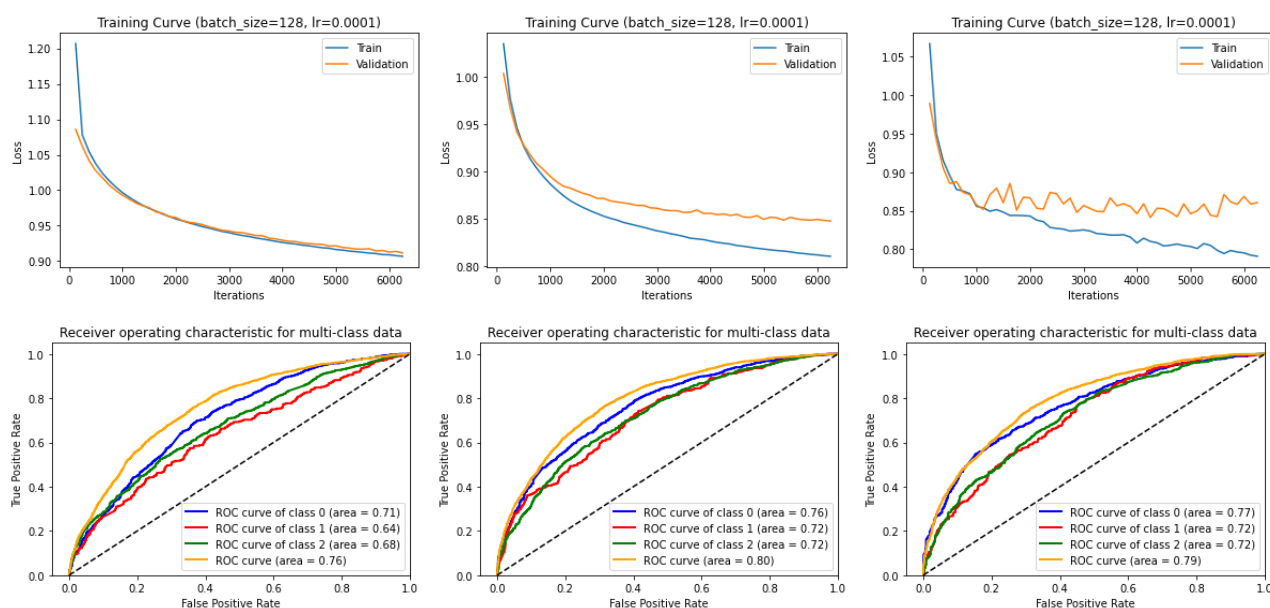 Training Curve (batch_size=128, lr=0.0001)
1.20
1.15
1.10
1.05
1.00
0.95
0.90
Loss
0
1000
2000
3000
4000
5000
6000
Iterations
Train
Validation
Training Curve (batch_size=128, lr=0.0001)
1.00
0.95
0.90
0.85
0.80
Loss
0
1000
2000
3000
4000
5000
6000
Iterations
Train
Validation
Training Curve (batch_size=128, lr=0.0001)
1.05
1.00
0.95
0.90
0.85
0.80
Loss
0
1000
2000
3000
4000
5000
6000
Iterations
Train
Validation
Receiver operating characteristic for multi-class data
1.0
0.8
0.6
0.4
0.2
0.0
True Positive Rate
ROC curve of class 0 (area = 0.71)
ROC curve of class 1 (area = 0.64)
ROC curve of class 2 (area = 0.68)
ROC curve (area = 0.76)
0.0
0.2
0.4
0.6
0.8
1.0
False Positive Rate
Receiver operating characteristic for multi-class data
1.0
0.8
0.6
0.4
0.2
0.0
True Positive Rate
ROC curve of class 0 (area = 0.76)
ROC curve of class 1 (area = 0.72)
ROC curve of class 2 (area = 0.72)
ROC curve (area = 0.80)
0.0
0.2
0.4
0.6
0.8
1.0
False Positive Rate
Receiver operating characteristic for multi-class data
1.0
0.8
0.6
0.4
0.2
0.0
True Positive Rate
ROC curve of class 0 (area = 0.77)
ROC curve of class 1 (area = 0.72)
ROC curve of class 2 (area = 0.72)
ROC curve (area = 0.79)
0.0
0.2
0.4
0.6
0.8
1.0
False Positive Rate